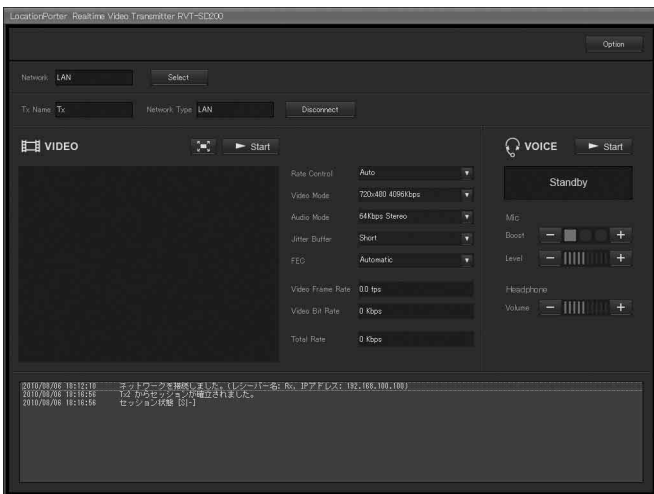 LocationPorter Realtime Video Transmitter RVT-SD200
Option
Network LAN Select
Tx Name Tx Network Type LAN Disconnect
VIDEO Start
Rate Control Auto
Video Mode 720x480 4096Kbps
Audio Mode 64Kbps Stereo
Jitter Buffer Short
FEC Automatic
Video Frame Rate 0.0 fps
Video Bit Rate 0 Kbps
Total Rate 0 Kbps
VOICE Start
Standby
Mic
Boost − +
Level − +
Headphone
Volume − +
2010/08/06 18:12:18 ネットワークを接続しました。(レシーバー名: Rx, IPアドレス: 192.168.100.100)
2010/08/06 18:16:56 Tx2 からセッションが確立されました。
2010/08/06 18:16:56 セッション状態 [S|-]